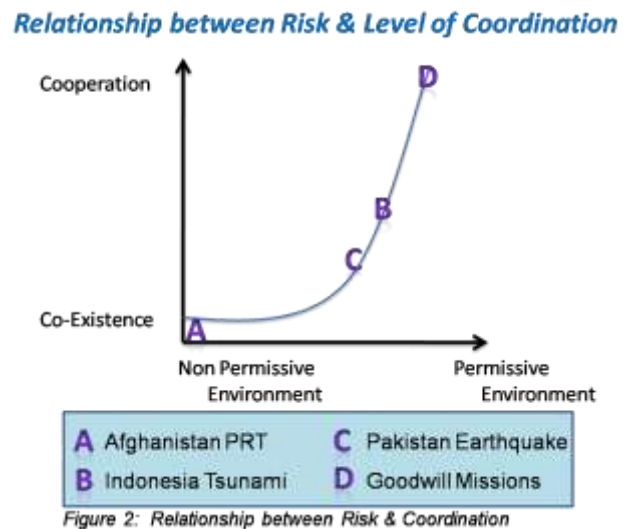 Relationship between Risk & Level of Coordination
Cooperation
D
B
C
Co-Existence
A
Non Permissive
Environment
Permissive
Environment
A Afghanistan PRT
C Pakistan Earthquake
B Indonesia Tsunami
D Goodwill Missions
Figure 2: Relationship between Risk & Coordination